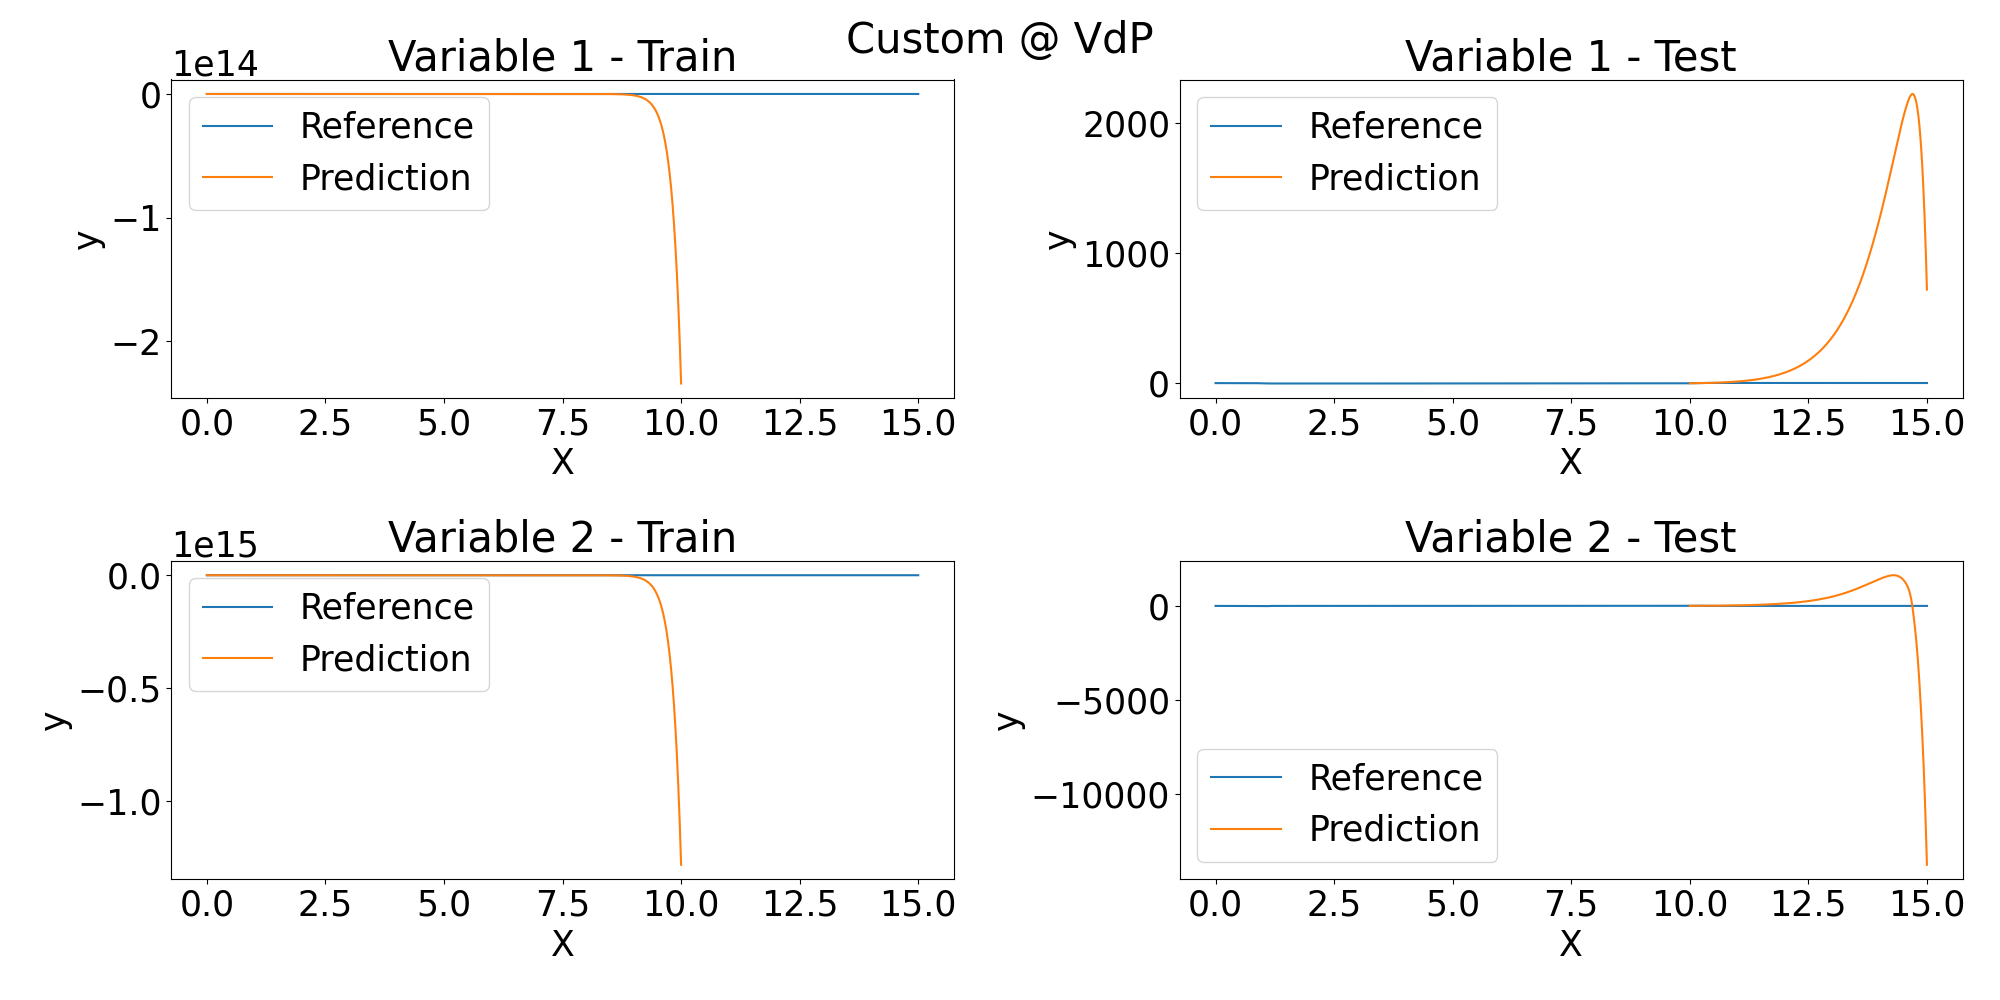 Custom @ VdP
Variable 1 - Train
1e14
0
−1
−2
y
Reference
Prediction
0.0 2.5 5.0 7.5 10.0 12.5 15.0
X
Variable 1 - Test
2000
1000
0
y
Reference
Prediction
0.0 2.5 5.0 7.5 10.0 12.5 15.0
X
Variable 2 - Train
1e15
0.0
−0.5
−1.0
y
Reference
Prediction
0.0 2.5 5.0 7.5 10.0 12.5 15.0
X
Variable 2 - Test
0
−5000
−10000
y
Reference
Prediction
0.0 2.5 5.0 7.5 10.0 12.5 15.0
X